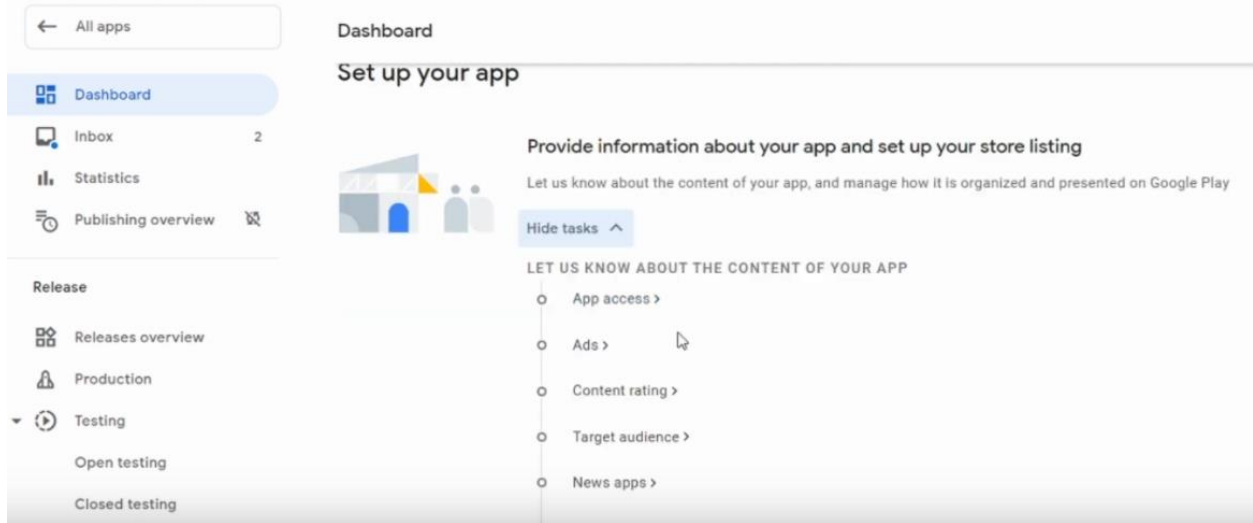 All apps
Dashboard
Inbox 2
Statistics
Publishing overview
Release
Releases overview
Production
Testing
Open testing
Closed testing
Dashboard
Set up your app
Provide information about your app and set up your store listing
Let us know about the content of your app, and manage how it is organized and presented on Google Play
Hide tasks
LET US KNOW ABOUT THE CONTENT OF YOUR APP
App access >
Ads >
Content rating >
Target audience >
News apps >